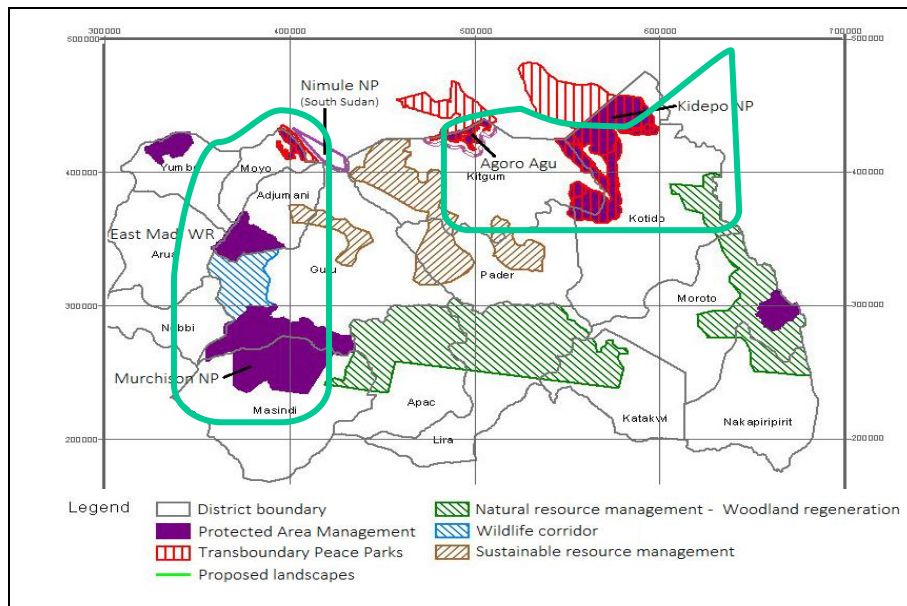 300000 400000 500000 600000 700000
500000 500000
Nimule NP
(South Sudan)
Kidepo NP
Agoro Agu
Yumbe
Moyo
400000 400000
Kitgum
Adjumani
Kotido
East Madi WR
Arua
Gulu
Pader
Moroto
300000 300000
Nebbi
Murchison NP
Masindi
Apac
Katakwi
Nakapiripirit
Lira
200000 200000
Legend
District boundary
Protected Area Management
Transboundary Peace Parks
Proposed landscapes
Natural resource management - Woodland regeneration
Wildlife corridor
Sustainable resource management